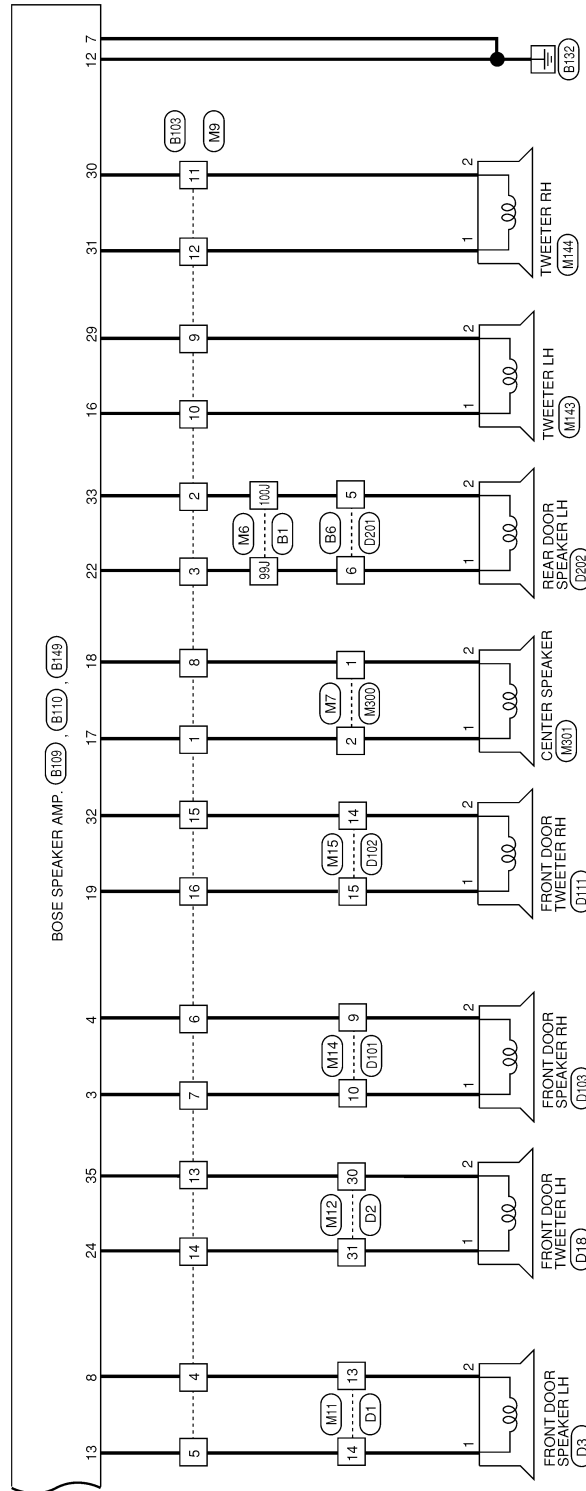 BOSE SPEAKER AMP. B109 , B110 , B149
13 8 24 35 3 4 19 32 17 18 22 33 16 29 31 30 12 7
B103
5 4 14 13 7 6 16 15 1 8 3 2 10 9 12 11
M9
M6
99J 100J
B1
M11 M12 M14 M15 M7 B6
14 13 31 30 10 9 15 14 2 1 6 5
D1 D2 D101 D102 M300 D201
1 2 1 2 1 2 1 2 1 2 1 2 1 2 1 2
FRONT DOOR
SPEAKER LH
D3
FRONT DOOR
TWEETER LH
D18
FRONT DOOR
SPEAKER RH
D103
FRONT DOOR
TWEETER RH
D111
CENTER SPEAKER
M301
REAR DOOR
SPEAKER LH
D202
TWEETER LH
M143
TWEETER RH
M144
B132